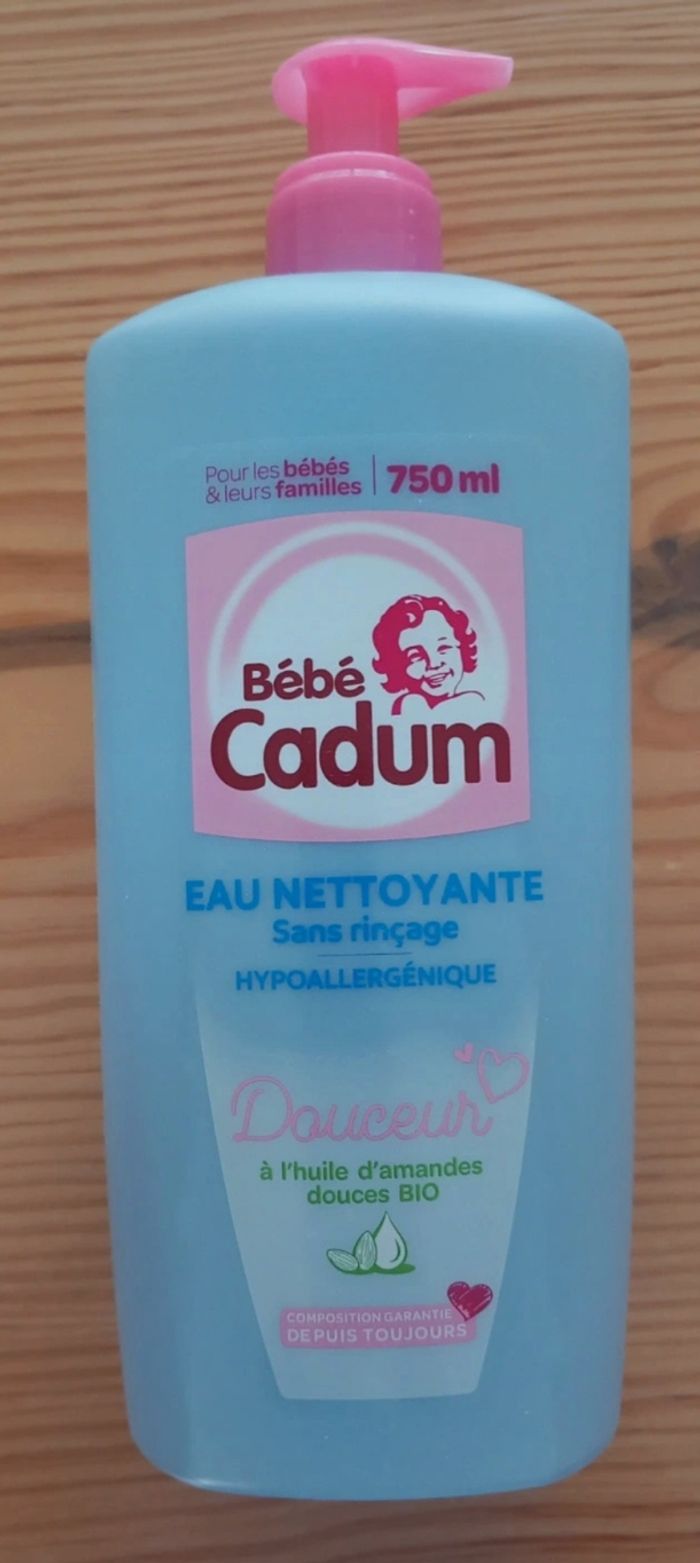 Pour les bébés
& leurs familles
750 ml
Bébé
Cadum
EAU NETTOYANTE
Sans rinçage
HYPOALLERGÉNIQUE
Douceur
à l'huile d'amandes
douces BIO
COMPOSITION GARANTIE
DEPUIS TOUJOURS